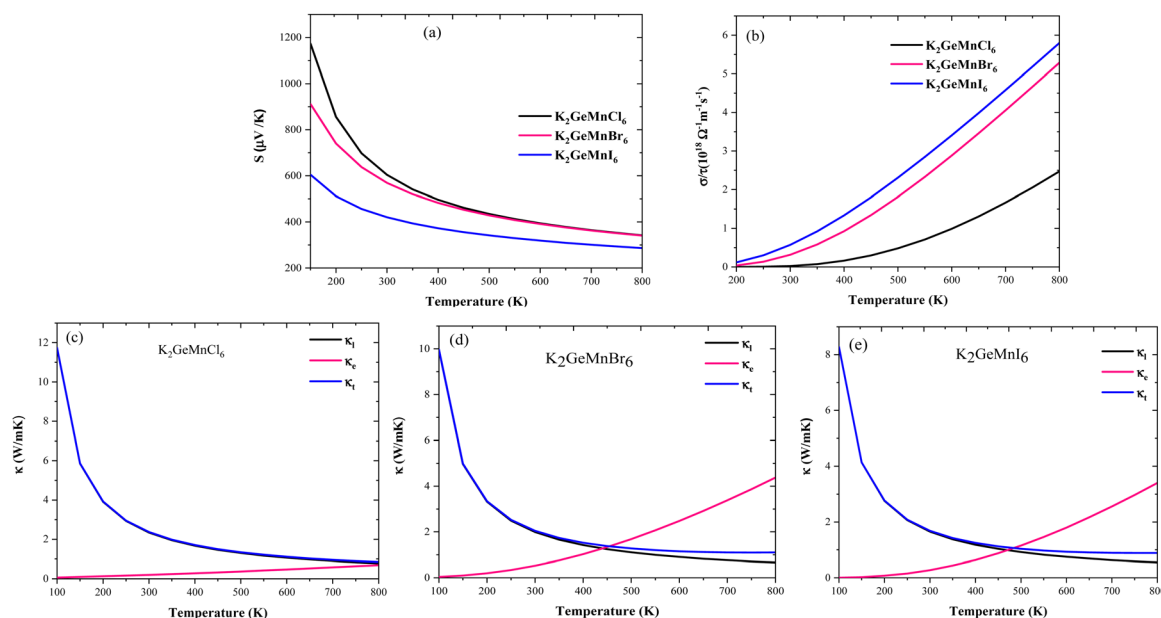 (a)
1200
1000
800
600
400
200
S (μV /K)
K₂GeMnCl₆
K₂GeMnBr₆
K₂GeMnI₆
200 300 400 500 600 700 800
Temperature (K)
(b)
6
5
4
3
2
1
0
σ/τ(10¹⁸ Ω⁻¹m⁻¹s⁻¹)
K₂GeMnCl₆
K₂GeMnBr₆
K₂GeMnI₆
200 300 400 500 600 700 800
Temperature (K)
(c)
K₂GeMnCl₆
12
10
8
6
4
2
0
κ (W/mK)
κₗ
κₑ
κₜ
100 200 300 400 500 600 700 800
Temperature (K)
(d)
K₂GeMnBr₆
10
8
6
4
2
0
κ (W/mK)
κₗ
κₑ
κₜ
100 200 300 400 500 600 700 800
Temperature (K)
(e)
K₂GeMnI₆
8
6
4
2
0
κ (W/mK)
κₗ
κₑ
κₜ
100 200 300 400 500 600 700 800
Temperature (K)